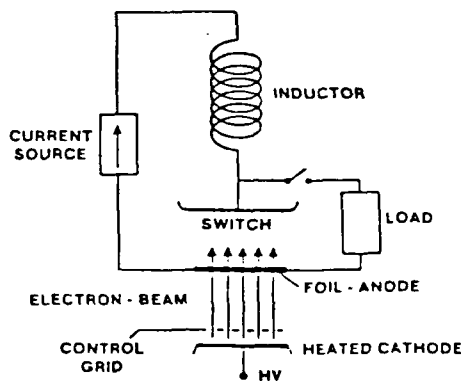 INDUCTOR
CURRENT
SOURCE
SWITCH
LOAD
ELECTRON - BEAM
FOIL - ANODE
CONTROL
GRID
HEATED CATHODE
HV